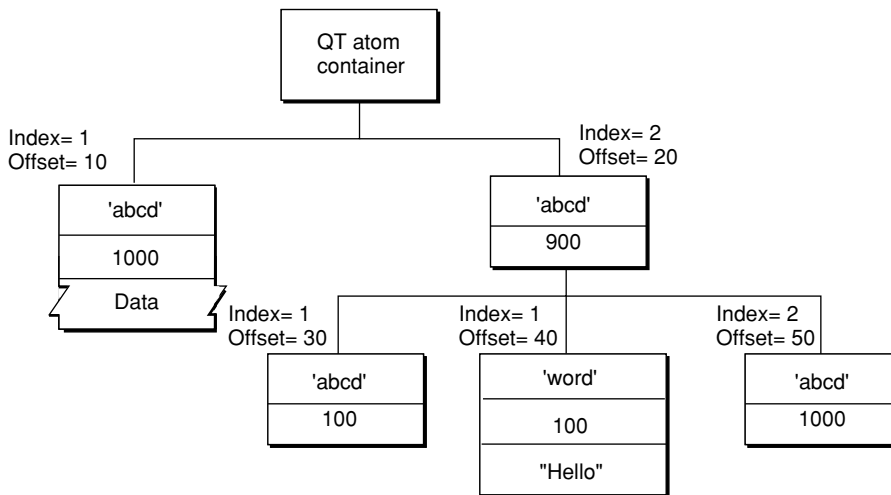 QT atom
container
Index= 1
Offset= 10
Index= 2
Offset= 20
'abcd'
1000
Data
'abcd'
900
Index= 1
Offset= 30
Index= 1
Offset= 40
Index= 2
Offset= 50
'abcd'
100
'word'
100
"Hello"
'abcd'
1000